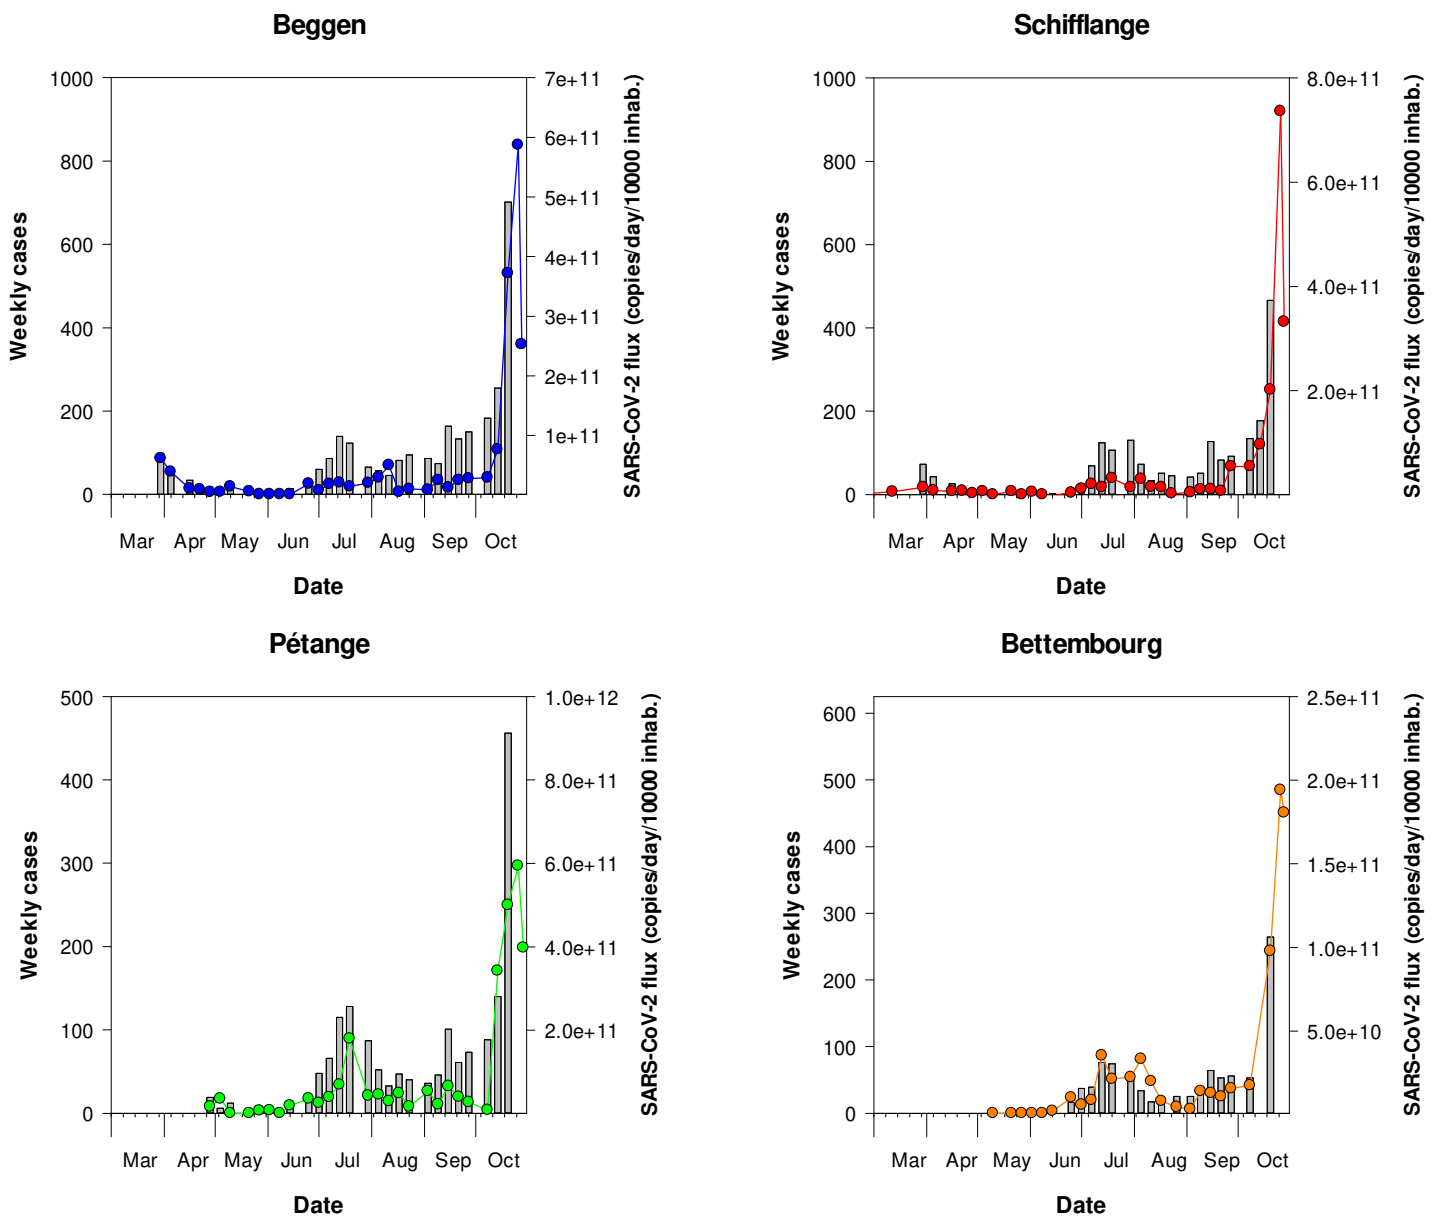 Beggen
Weekly cases
1000
800
600
400
200
0
7e+11
6e+11
5e+11
4e+11
3e+11
2e+11
1e+11
SARS-CoV-2 flux (copies/day/10000 inhab.)
Mar Apr May Jun Jul Aug Sep Oct
Date
Schifflange
Weekly cases
1000
800
600
400
200
0
8.0e+11
6.0e+11
4.0e+11
2.0e+11
SARS-CoV-2 flux (copies/day/10000 inhab.)
Mar Apr May Jun Jul Aug Sep Oct
Date
Pétange
Weekly cases
500
400
300
200
100
0
1.0e+12
8.0e+11
6.0e+11
4.0e+11
2.0e+11
SARS-CoV-2 flux (copies/day/10000 inhab.)
Mar Apr May Jun Jul Aug Sep Oct
Date
Bettembourg
Weekly cases
600
500
400
300
200
100
0
2.5e+11
2.0e+11
1.5e+11
1.0e+11
5.0e+10
SARS-CoV-2 flux (copies/day/10000 inhab.)
Mar Apr May Jun Jul Aug Sep Oct
Date